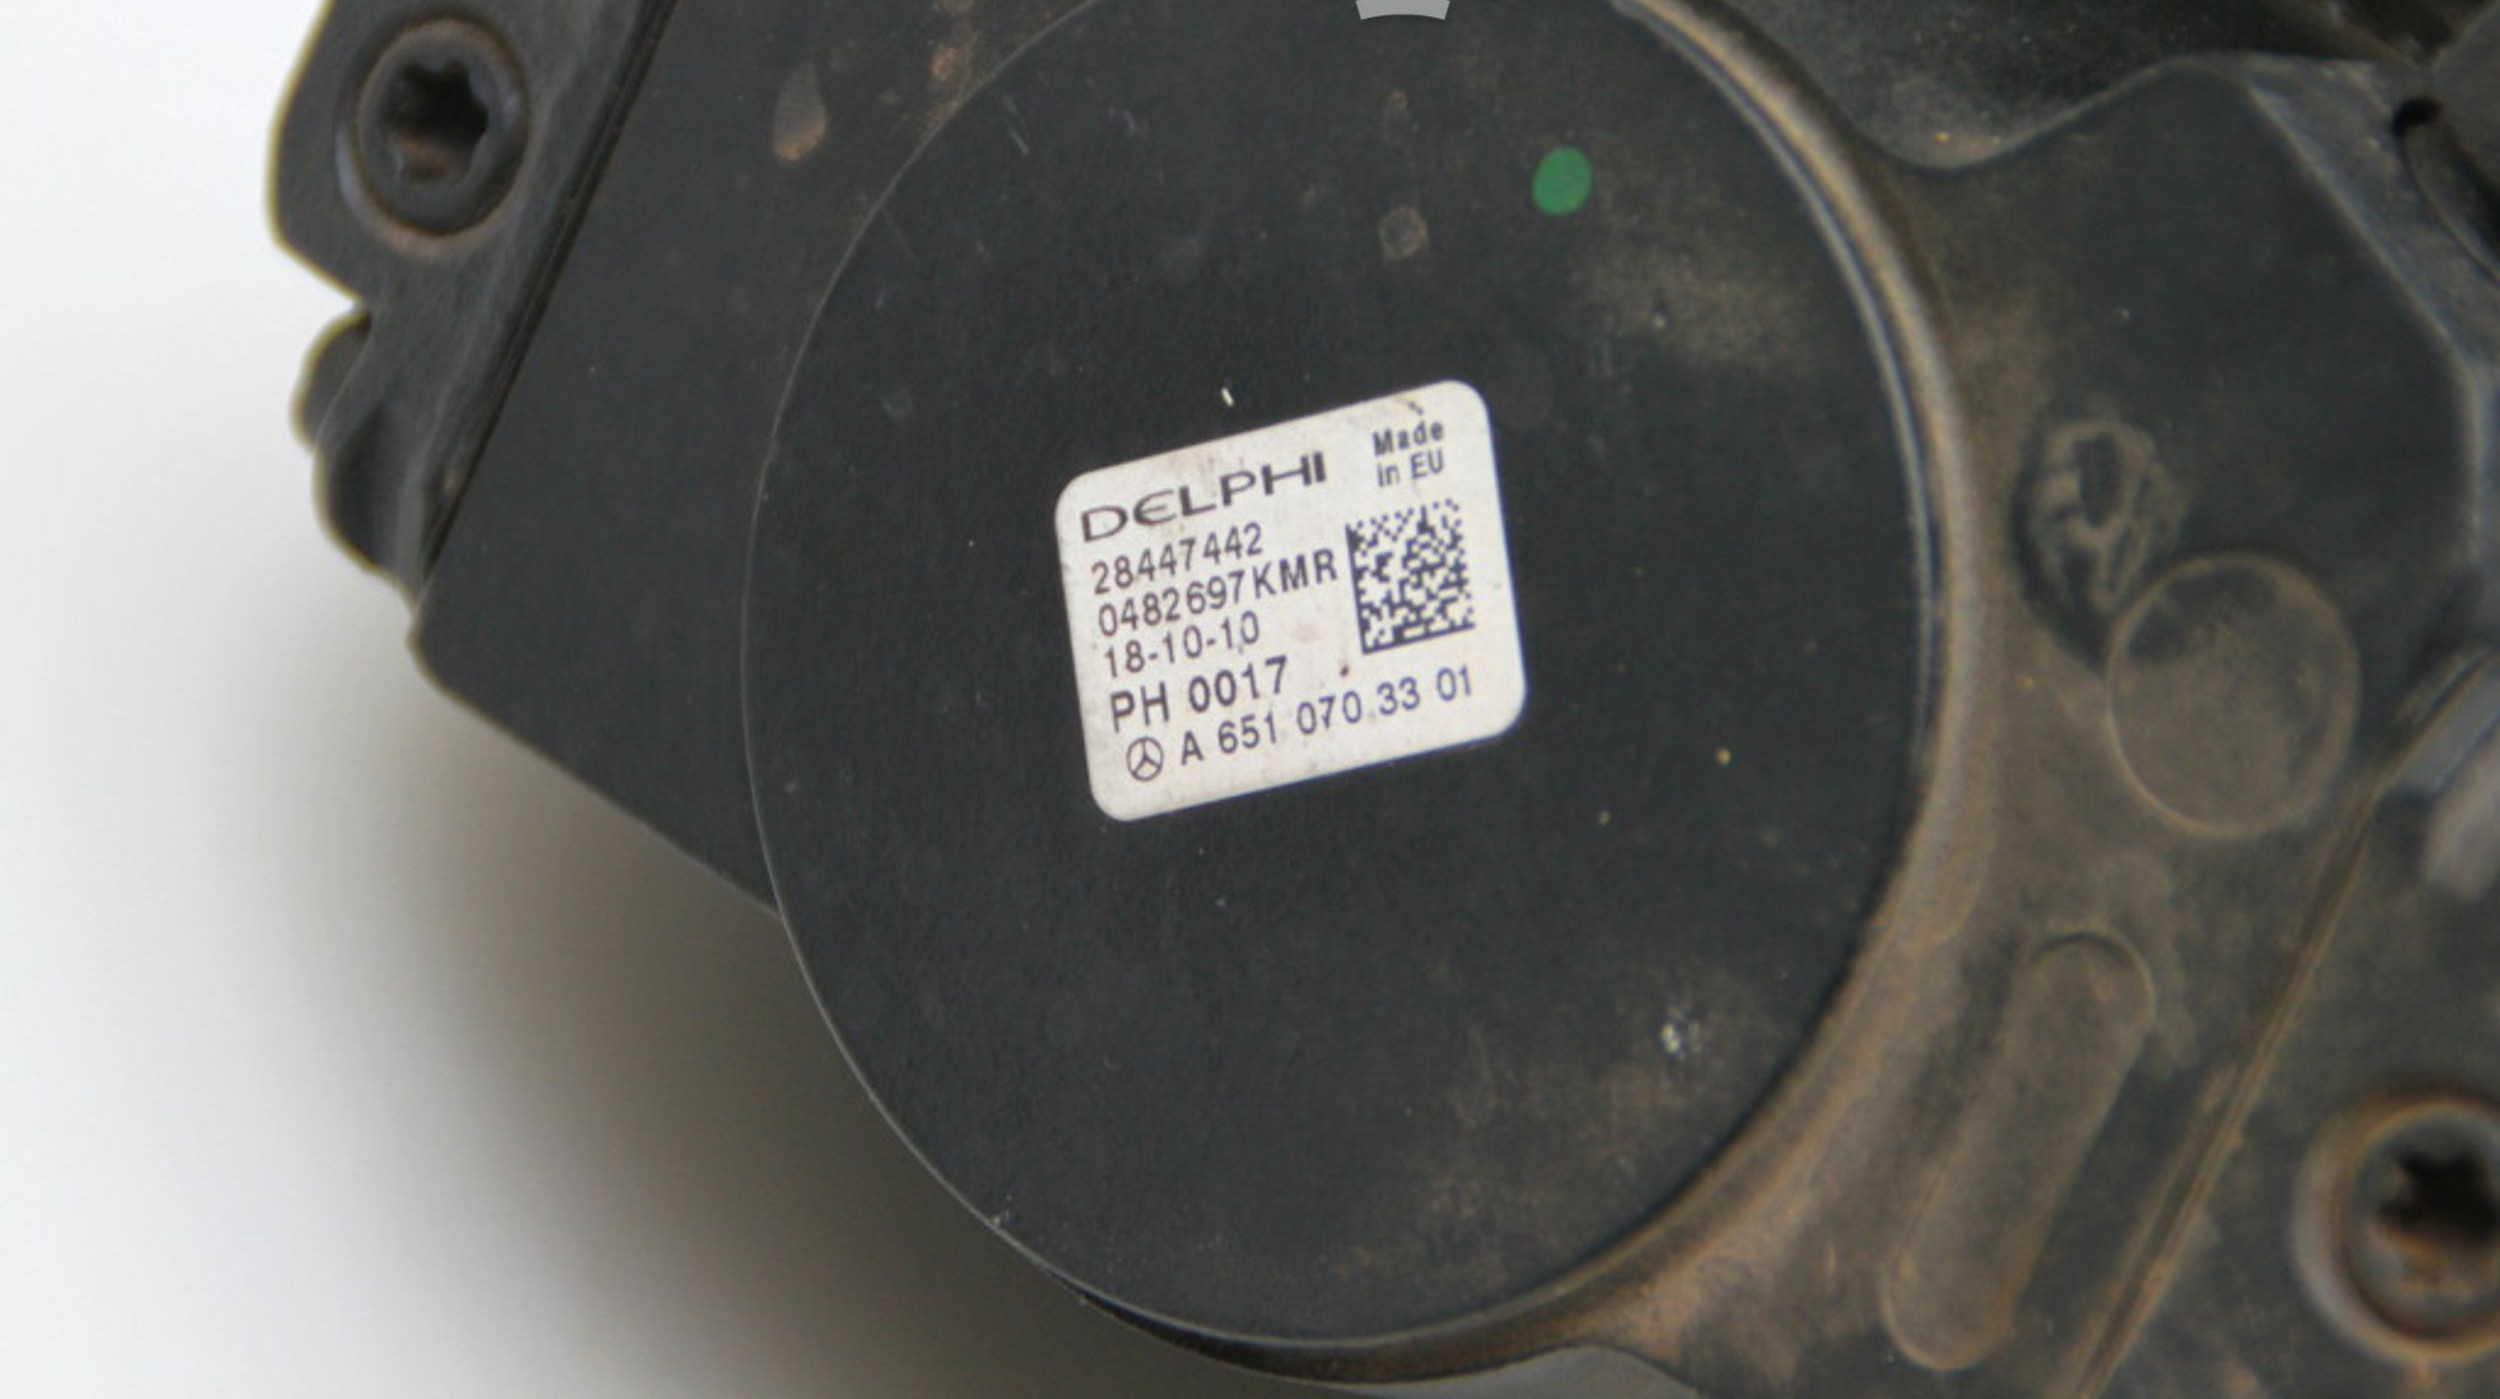 DELPHI
Made
in EU
28447442
0482697KMR
18-10-10
PH 0017
A 651 070 33 01